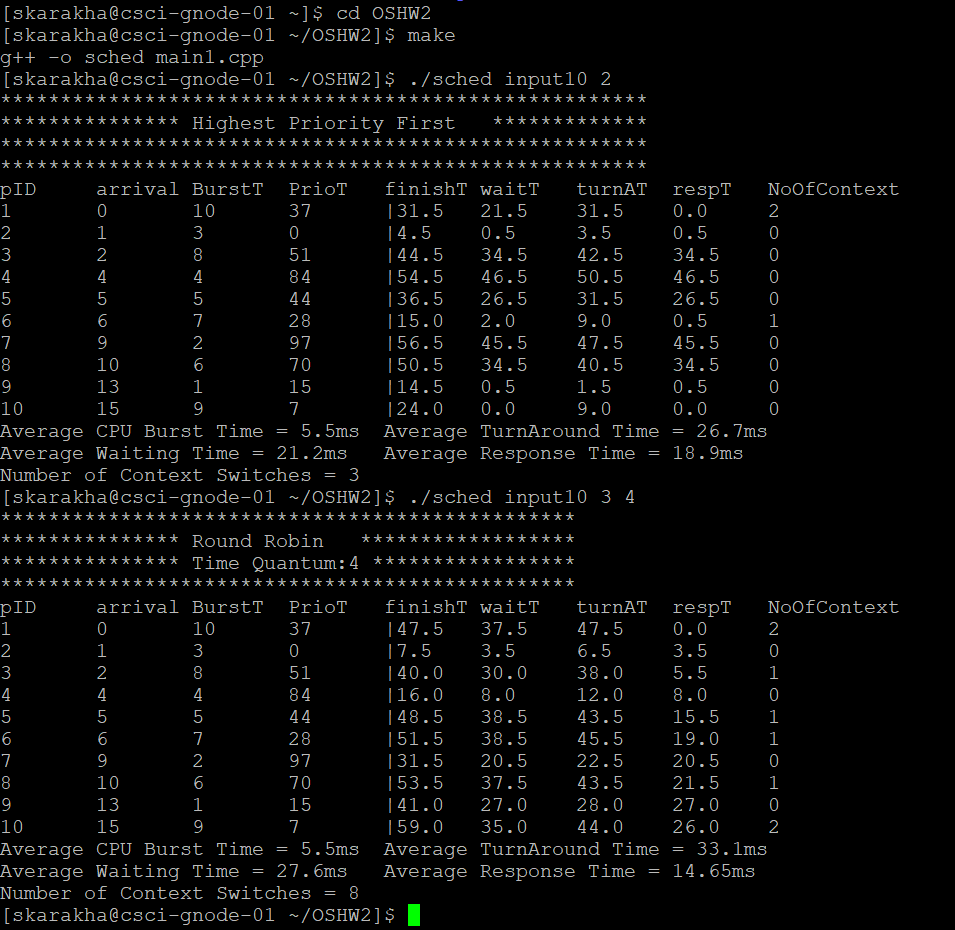 [skarakha@csci-gnode-01 ~]$ cd OSHW2
[skarakha@csci-gnode-01 ~/OSHW2]$ make
g++ -o sched main1.cpp
[skarakha@csci-gnode-01 ~/OSHW2]$ ./sched input10 2
******************************************************
*************** Highest Priority First   *************
******************************************************
******************************************************
pID     arrival BurstT  PrioT   finishT waitT   turnAT  respT   NoOfContext
1       0       10      37      |31.5   21.5    31.5    0.0     2
2       1       3       0       |4.5    0.5     3.5     0.5     0
3       2       8       51      |44.5   34.5    42.5    34.5    0
4       4       4       84      |54.5   46.5    50.5    46.5    0
5       5       5       44      |36.5   26.5    31.5    26.5    0
6       6       7       28      |15.0   2.0     9.0     0.5     1
7       9       2       97      |56.5   45.5    47.5    45.5    0
8       10      6       70      |50.5   34.5    40.5    34.5    0
9       13      1       15      |14.5   0.5     1.5     0.5     0
10      15      9       7       |24.0   0.0     9.0     0.0     0
Average CPU Burst Time = 5.5ms  Average TurnAround Time = 26.7ms
Average Waiting Time = 21.2ms   Average Response Time = 18.9ms
Number of Context Switches = 3
[skarakha@csci-gnode-01 ~/OSHW2]$ ./sched input10 3 4
************************************************
*************** Round Robin   ******************
*************** Time Quantum:4 *****************
************************************************
pID     arrival BurstT  PrioT   finishT waitT   turnAT  respT   NoOfContext
1       0       10      37      |47.5   37.5    47.5    0.0     2
2       1       3       0       |7.5    3.5     6.5     3.5     0
3       2       8       51      |40.0   30.0    38.0    5.5     1
4       4       4       84      |16.0   8.0     12.0    8.0     0
5       5       5       44      |48.5   38.5    43.5    15.5    1
6       6       7       28      |51.5   38.5    45.5    19.0    1
7       9       2       97      |31.5   20.5    22.5    20.5    0
8       10      6       70      |53.5   37.5    43.5    21.5    1
9       13      1       15      |41.0   27.0    28.0    27.0    0
10      15      9       7       |59.0   35.0    44.0    26.0    2
Average CPU Burst Time = 5.5ms  Average TurnAround Time = 33.1ms
Average Waiting Time = 27.6ms   Average Response Time = 14.65ms
Number of Context Switches = 8
[skarakha@csci-gnode-01 ~/OSHW2]$